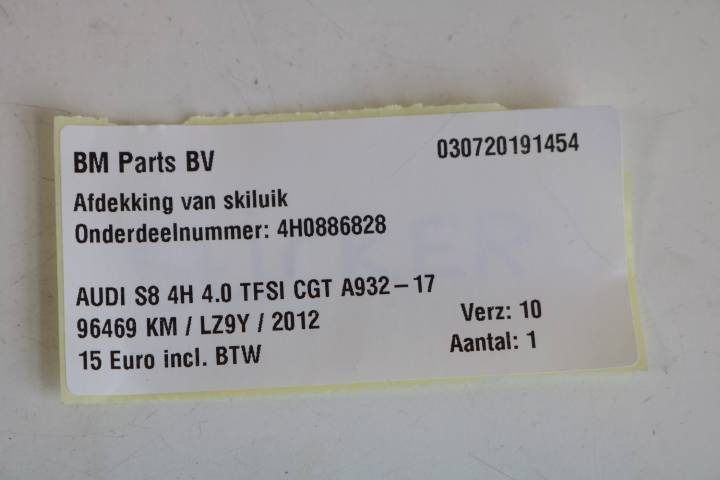 BM Parts BV
030720191454
Afdekking van skiluik
Onderdeelnummer: 4H0886828
AUDI S8 4H 4.0 TFSI CGT A932-17
96469 KM / LZ9Y / 2012
Verz: 10
15 Euro incl. BTW
Aantal: 1